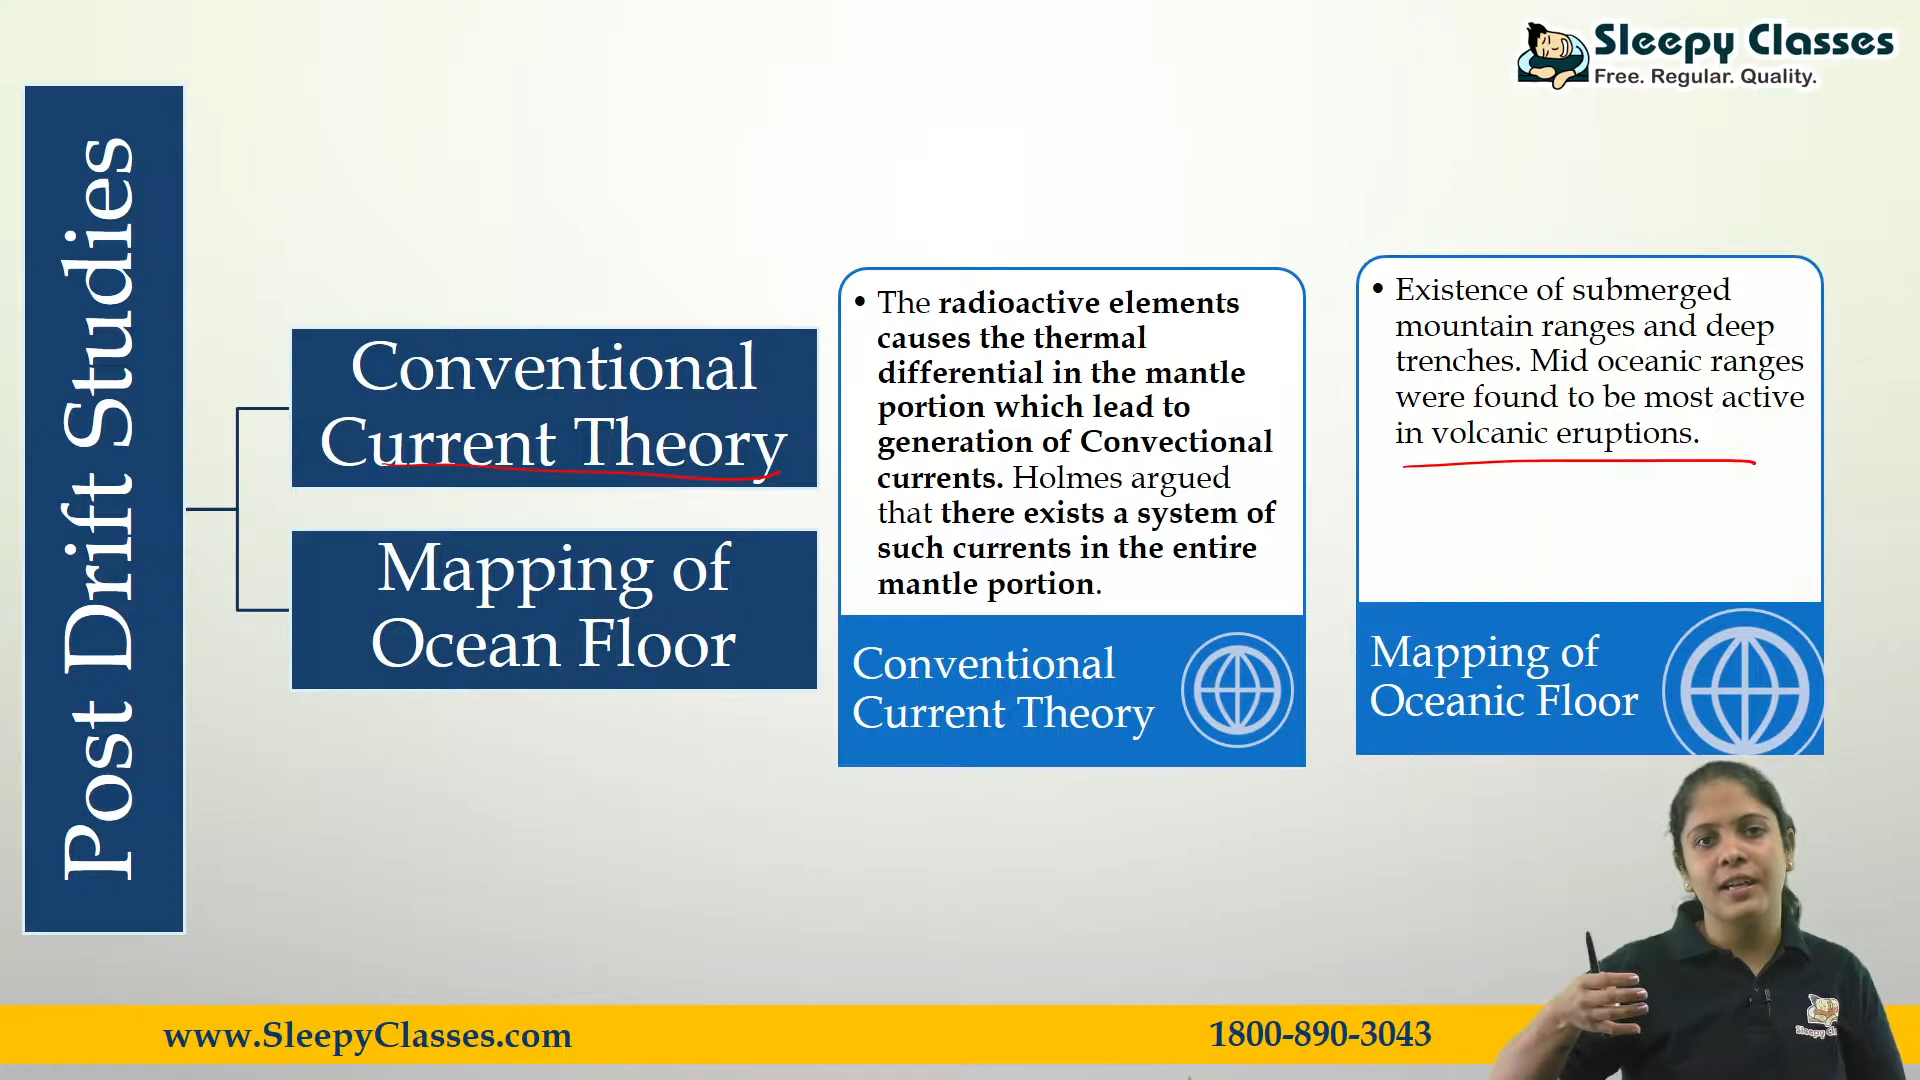 Sleepy Classes
Free. Regular. Quality.
Post Drift Studies
Conventional
Current Theory
Mapping of
Ocean Floor
• The radioactive elements
causes the thermal
differential in the mantle
portion which lead to
generation of Convectional
currents. Holmes argued
that there exists a system of
such currents in the entire
mantle portion.
Conventional
Current Theory
• Existence of submerged
mountain ranges and deep
trenches. Mid oceanic ranges
were found to be most active
in volcanic eruptions.
Mapping of
Oceanic Floor
www.SleepyClasses.com
1800-890-3043